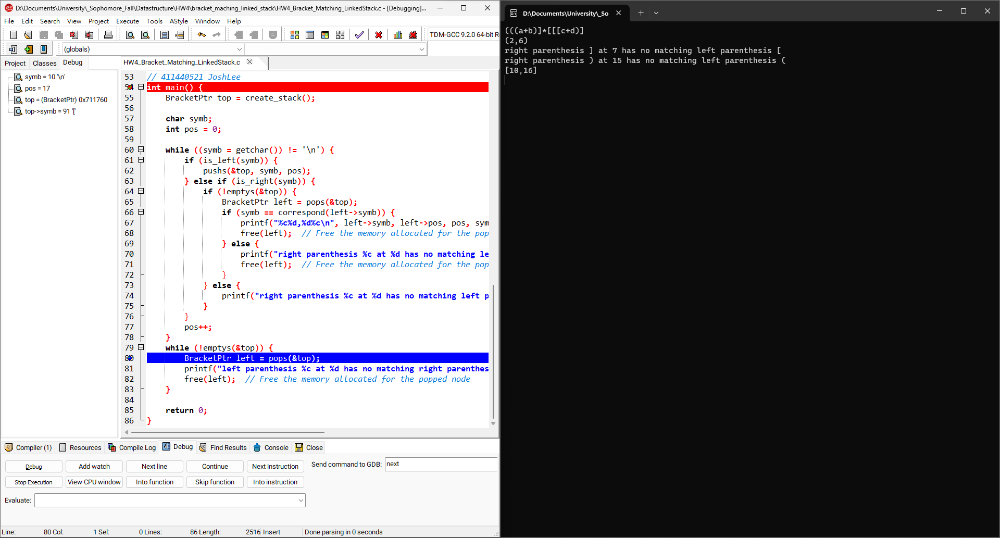 D:\Documents\University\_Sophomore_Fall\Datastructure\HW4\bracket_maching_linked_stack\HW4_Bracket_Matching_LinkedStack.c - [Debugging]...
File Edit Search View Project Execute Tools AStyle Window Help
TDM-GCC 9.2.0 64-bit R
(globals)
Project Classes Debug
symb = 10 '\n'
pos = 17
top = (BracketPtr) 0x711760
top->symb = 91 '['
HW4_Bracket_Matching_LinkedStack.c
53 // 411440521 JoshLee
54 int main() {
55 BracketPtr top = create_stack();
56
57 char symb;
58 int pos = 0;
59
60 while ((symb = getchar()) != '\n') {
61 if (is_left(symb)) {
62 pushs(&top, symb, pos);
63 } else if (is_right(symb)) {
64 if (!emptys(&top)) {
65 BracketPtr left = pops(&top);
66 if (symb == correspond(left->symb)) {
67 printf("%c%d,%d%c\n", left->symb, left->pos, pos, sym
68 free(left); // Free the memory allocated for the pop
69 } else {
70 printf("right parenthesis %c at %d has no matching le
71 free(left); // Free the memory allocated for the pop
72 }
73 } else {
74 printf("right parenthesis %c at %d has no matching left p
75 }
76 }
77 pos++;
78 }
79 while (!emptys(&top)) {
80 BracketPtr left = pops(&top);
81 printf("left parenthesis %c at %d has no matching right parenthes
82 free(left); // Free the memory allocated for the popped node
83 }
84
85 return 0;
86 }
Compiler (1) Resources Compile Log Debug Find Results Console Close
Debug Add watch Next line Continue Next instruction Send command to GDB: next
Stop Execution View CPU window Into function Skip function Into instruction
Evaluate:
Line: 80 Col: 1 Sel: 0 Lines: 86 Length: 2516 Insert Done parsing in 0 seconds
D:\Documents\University\_So
(((a+b)]*[[[c+d)]
(2,6)
right parenthesis ] at 7 has no matching left parenthesis [
right parenthesis ) at 15 has no matching left parenthesis (
[10,16]